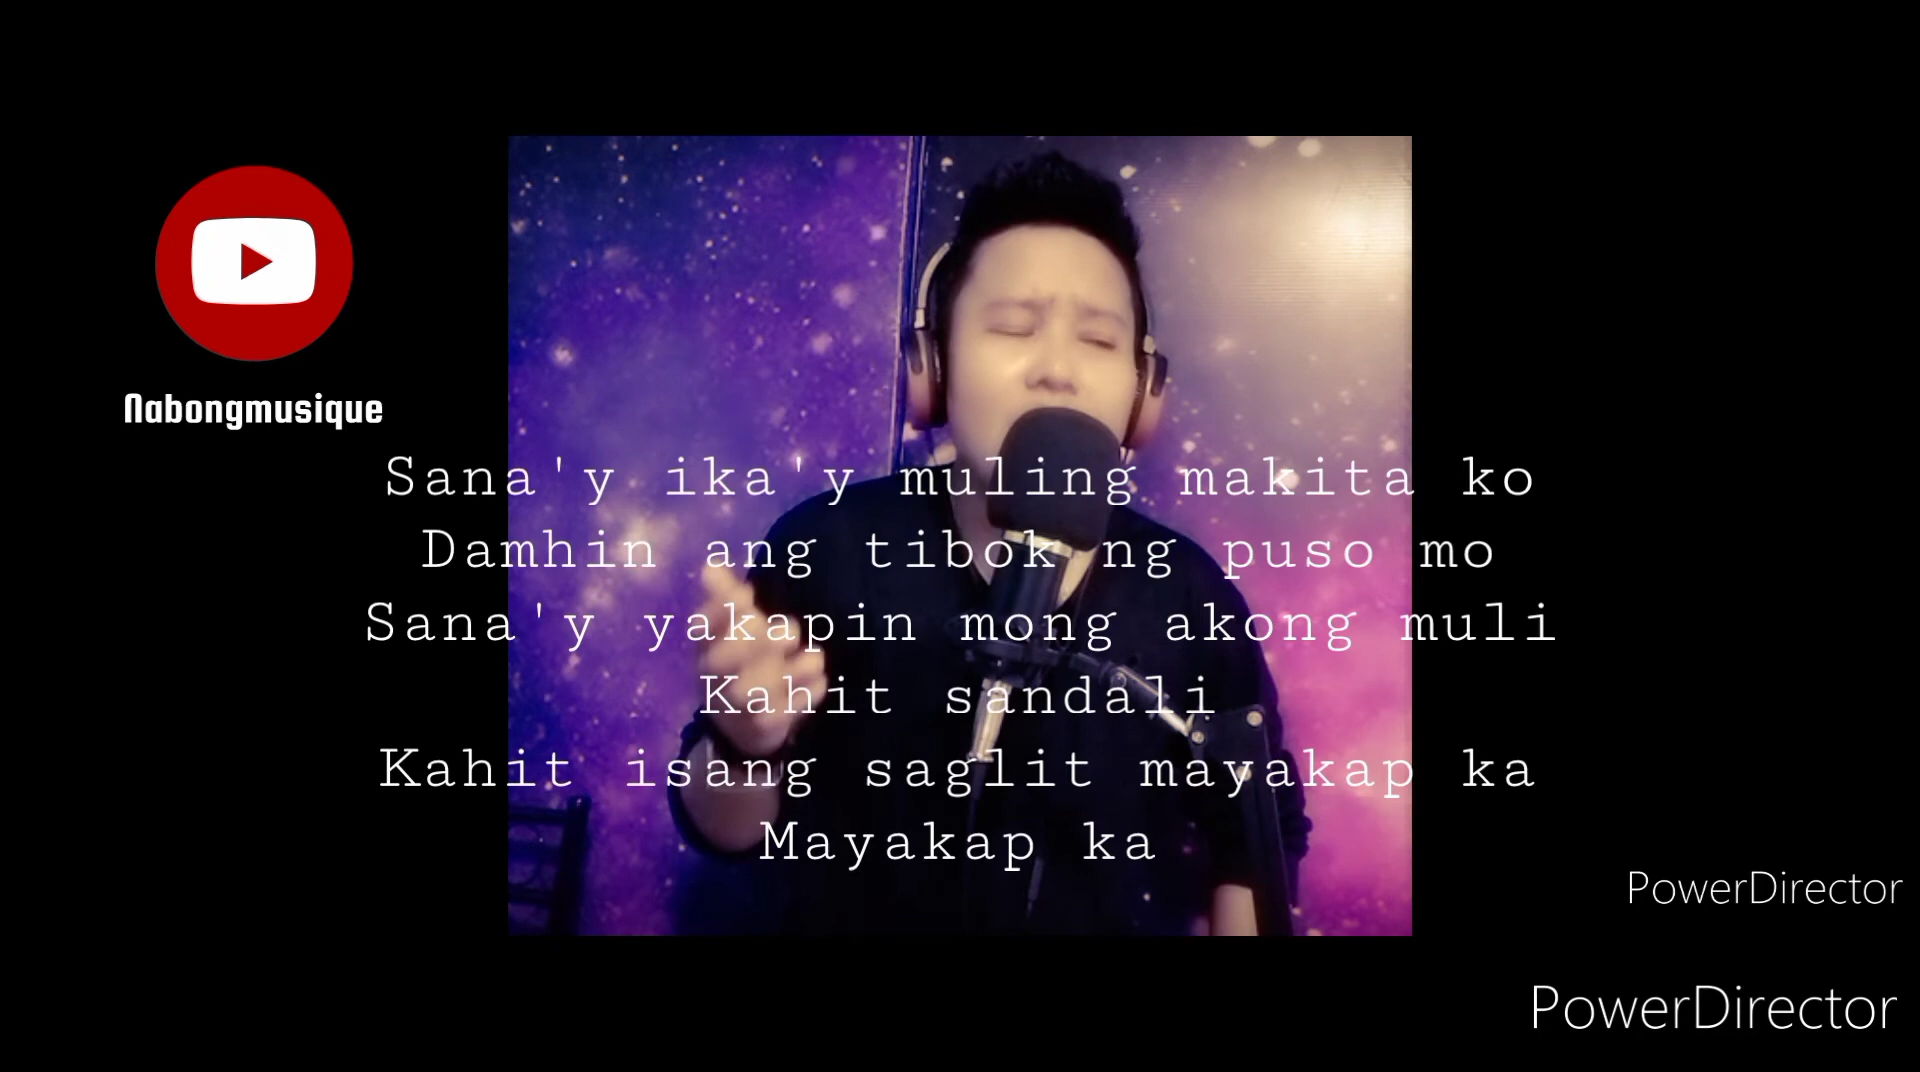 Nabongmusique
Sana'y ika'y muling makita ko
Damhin ang tibok ng puso mo
Sana'y yakapin mong akong muli
Kahit sandali
Kahit isang saglit mayakap ka
Mayakap ka
PowerDirector
PowerDirector